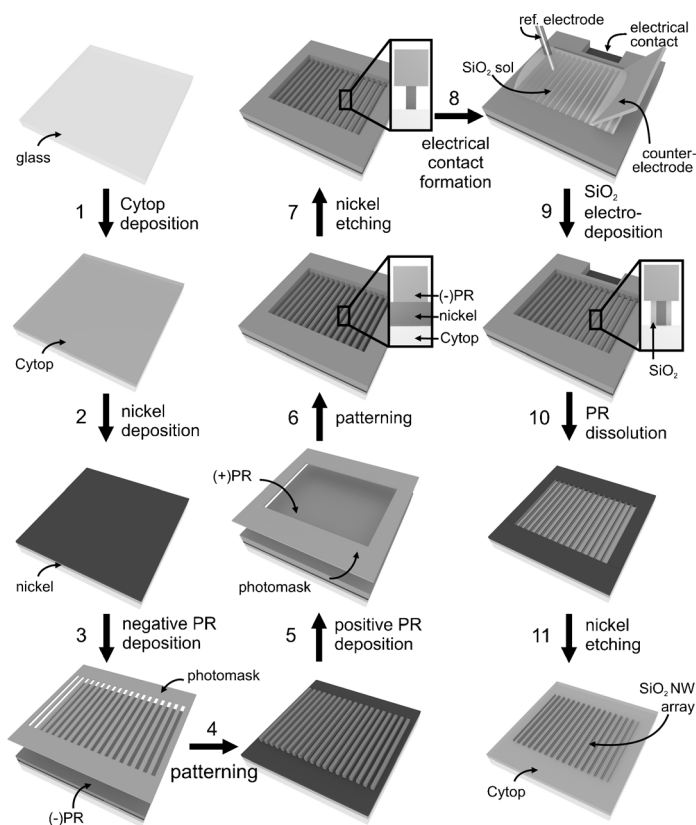 glass
1
Cytop
deposition
Cytop
2
nickel
deposition
nickel
3
negative PR
deposition
photomask
(-)PR
4
patterning
5
positive PR
deposition
(+)PR
photomask
6
patterning
(-)PR
nickel
Cytop
7
nickel
etching
8
electrical
contact
formation
ref. electrode
electrical
contact
SiO₂ sol
counter-
electrode
9
SiO₂
electro-
deposition
SiO₂
10
PR
dissolution
11
nickel
etching
SiO₂ NW
array
Cytop